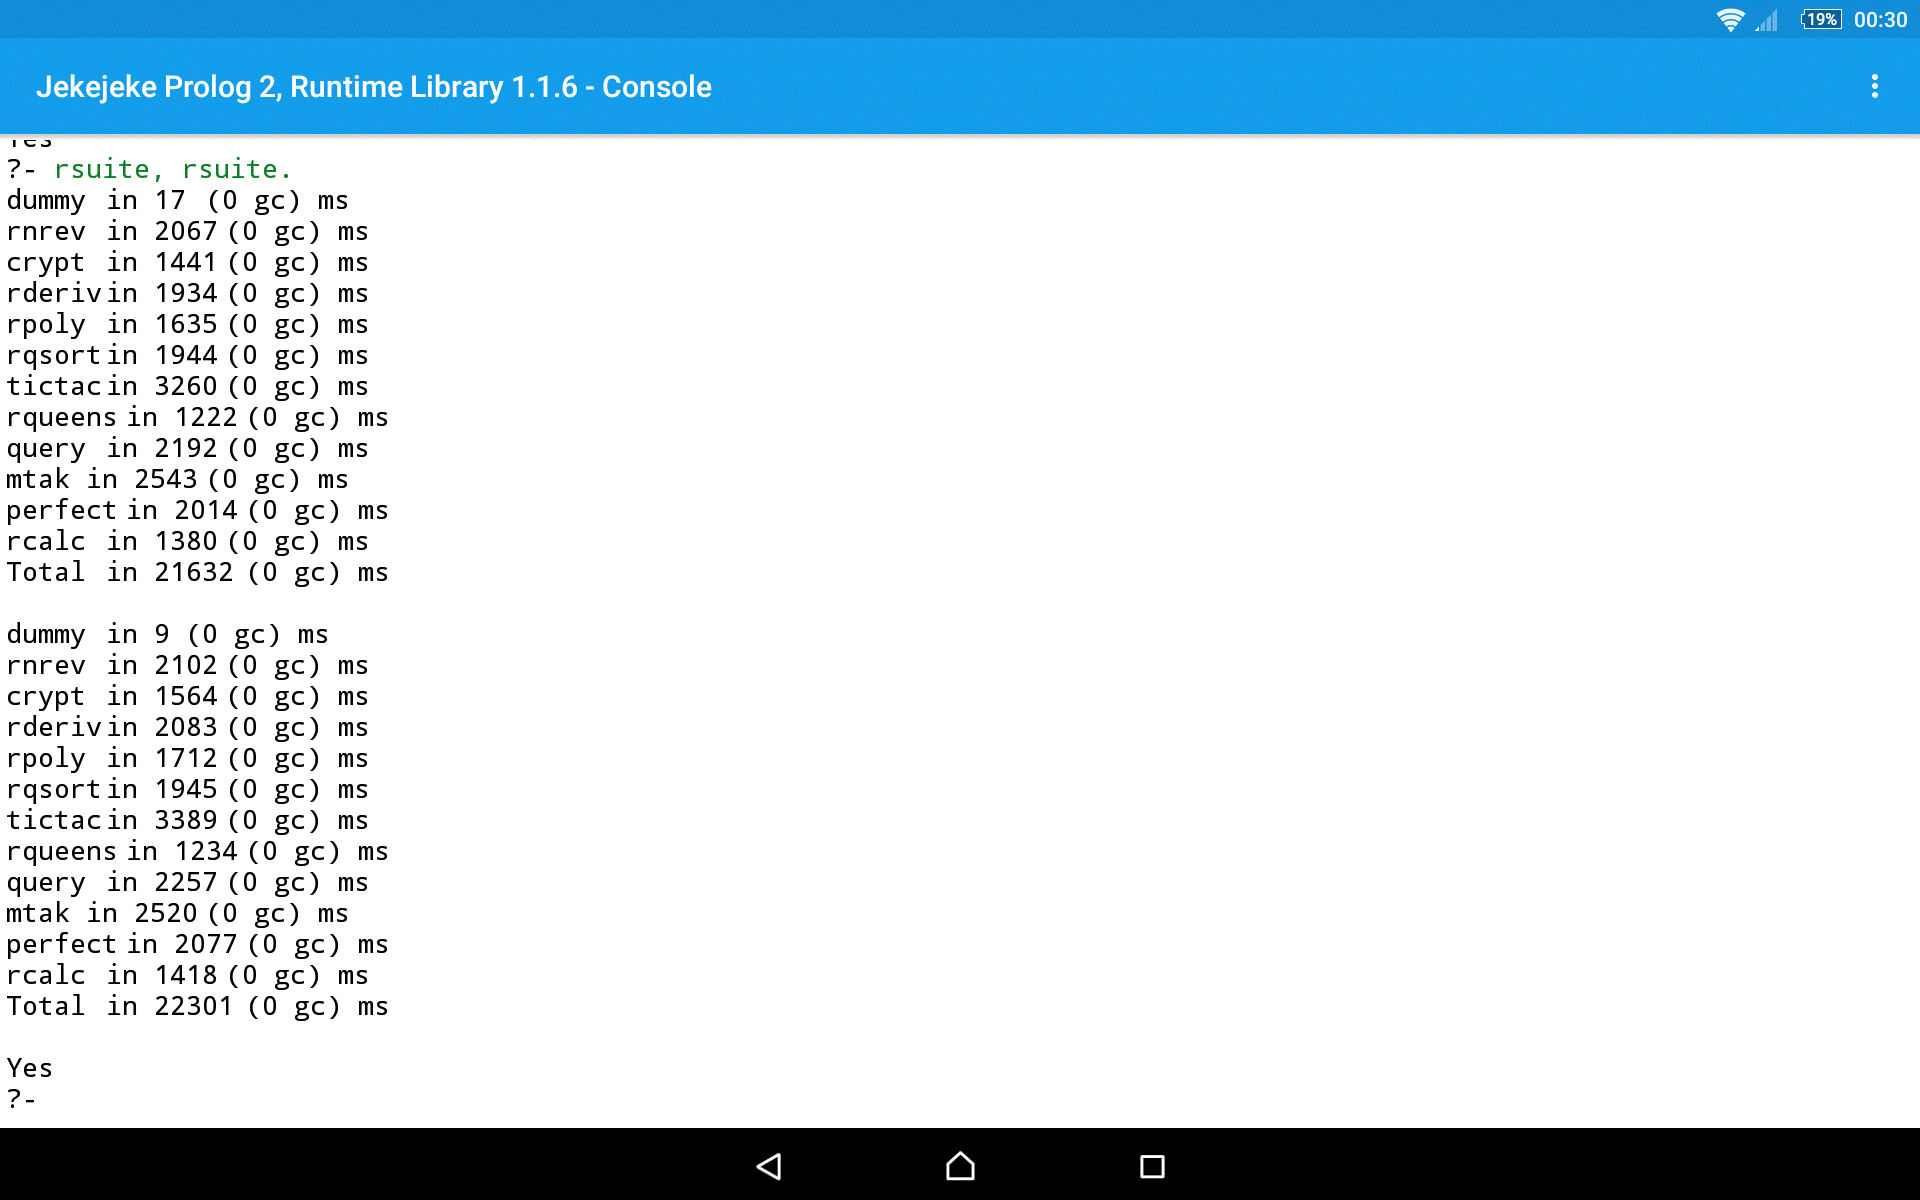 19% 00:30
Jekejeke Prolog 2, Runtime Library 1.1.6 - Console
Yes
?- rsuite, rsuite.
dummy in 17 (0 gc) ms
rnrev in 2067 (0 gc) ms
crypt in 1441 (0 gc) ms
rderiv in 1934 (0 gc) ms
rpoly in 1635 (0 gc) ms
rqsort in 1944 (0 gc) ms
tictac in 3260 (0 gc) ms
rqueens in 1222 (0 gc) ms
query in 2192 (0 gc) ms
mtak in 2543 (0 gc) ms
perfect in 2014 (0 gc) ms
rcalc in 1380 (0 gc) ms
Total in 21632 (0 gc) ms
dummy in 9 (0 gc) ms
rnrev in 2102 (0 gc) ms
crypt in 1564 (0 gc) ms
rderiv in 2083 (0 gc) ms
rpoly in 1712 (0 gc) ms
rqsort in 1945 (0 gc) ms
tictac in 3389 (0 gc) ms
rqueens in 1234 (0 gc) ms
query in 2257 (0 gc) ms
mtak in 2520 (0 gc) ms
perfect in 2077 (0 gc) ms
rcalc in 1418 (0 gc) ms
Total in 22301 (0 gc) ms
Yes
?-